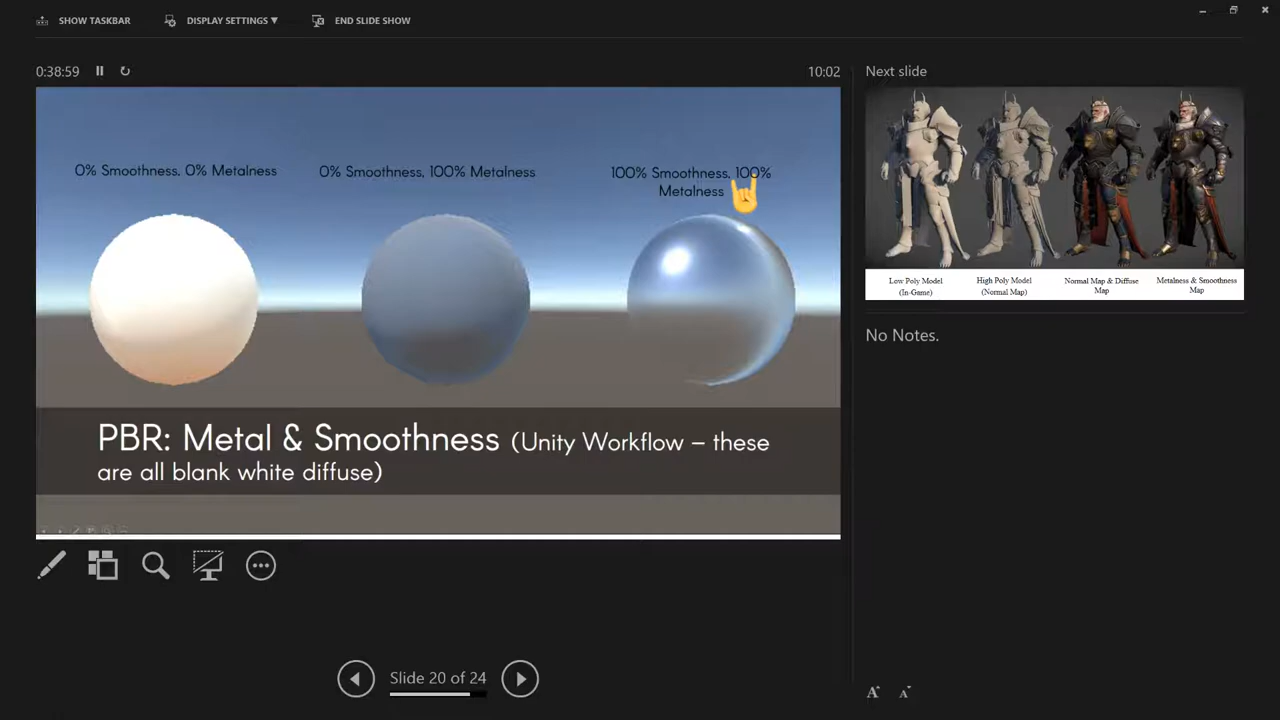 SHOW TASKBAR
DISPLAY SETTINGS ▼
END SLIDE SHOW
0:38:59
10:02
0% Smoothness, 0% Metalness
0% Smoothness, 100% Metalness
100% Smoothness, 100%
Metalness 🤘
PBR: Metal & Smoothness (Unity Workflow – these
are all blank white diffuse)
Slide 20 of 24
Next slide
Low Poly Model
(In-Game)
High Poly Model
(Normal Map)
Normal Map & Diffuse
Map
Metalness & Smoothness
Map
No Notes.
A
A